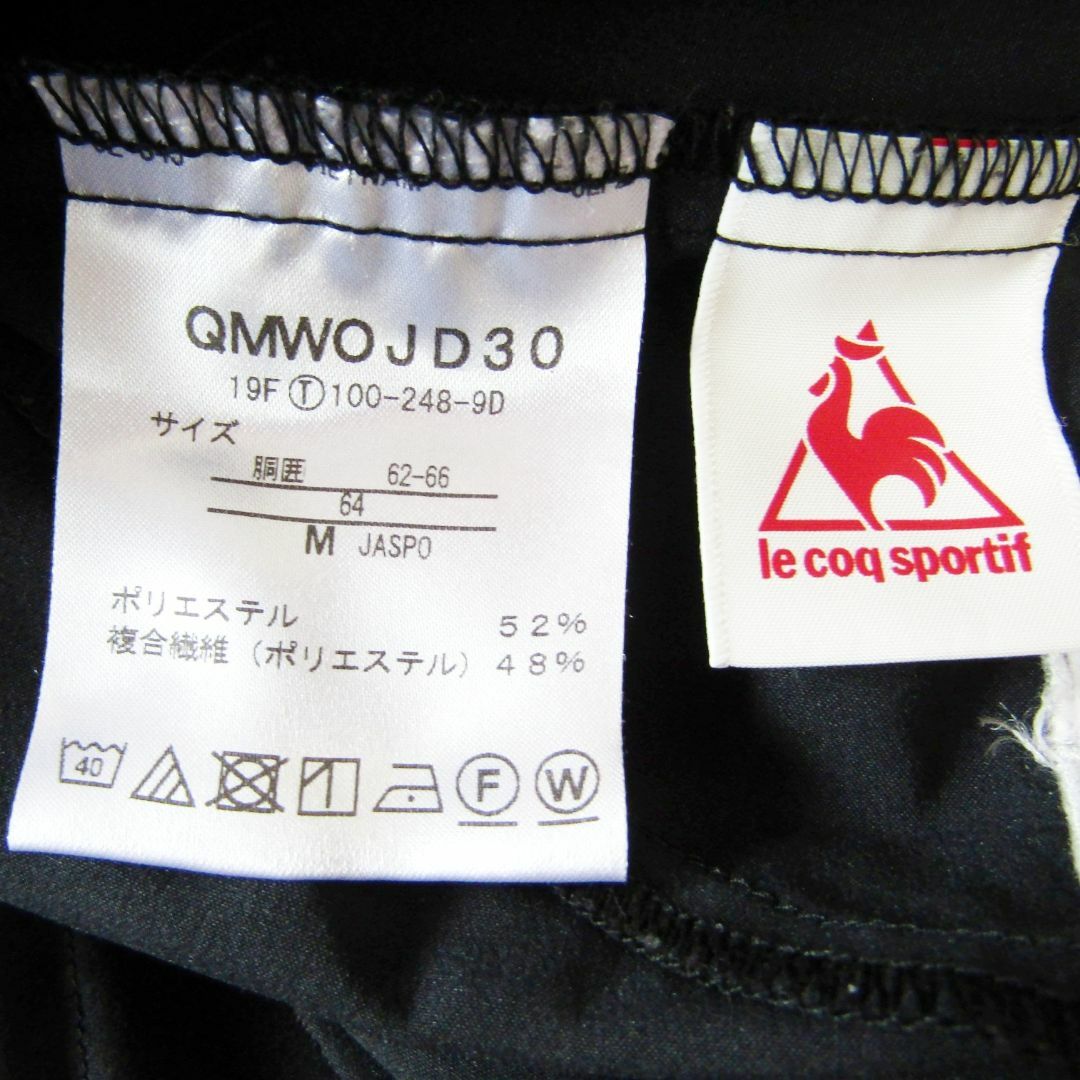 VIETNAM
QMWOJD30
19F Ⓣ100-248-9D
サイズ
胴囲 62-66
64
M JASPO
ポリエステル 52%
複合繊維(ポリエステル) 48%
40
F W
le coq sportif